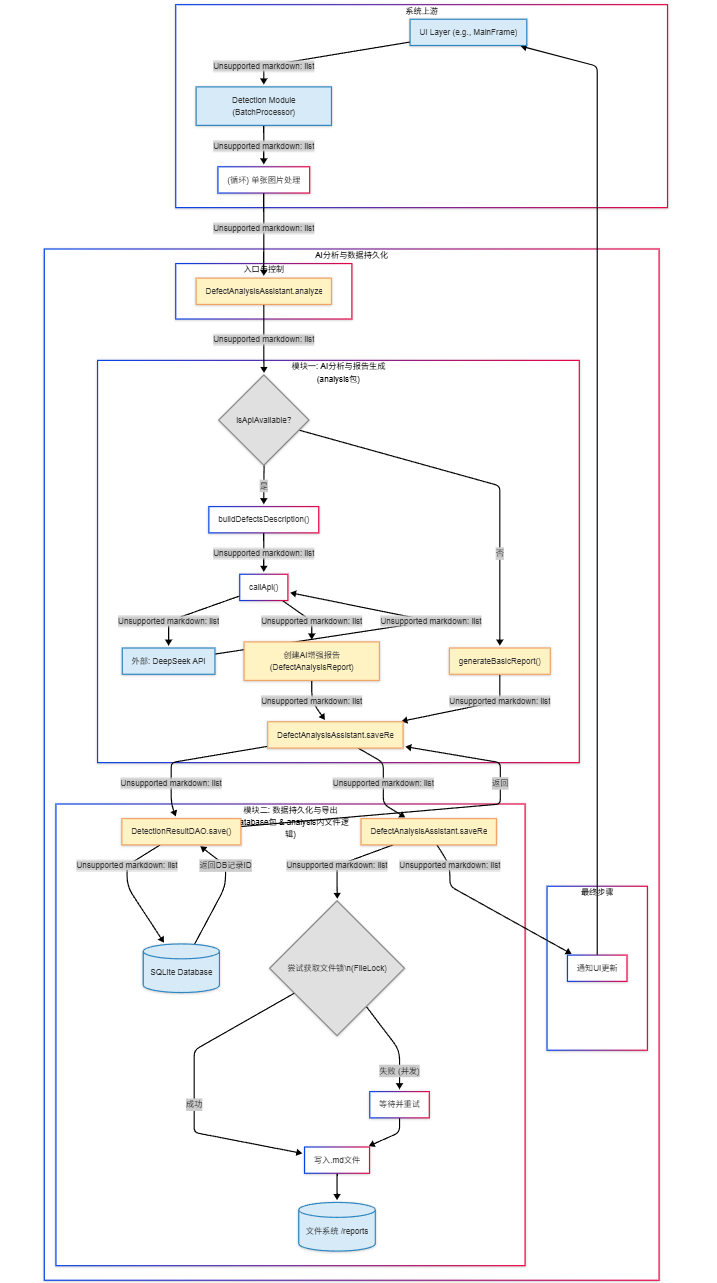 系统上游
UI Layer (e.g., MainFrame)
Unsupported markdown: list
Detection Module
(BatchProcessor)
Unsupported markdown: list
(循环) 单张图片处理
Unsupported markdown: list
AI分析与数据持久化
入口与控制
DefectAnalysisAssistant.analyze
Unsupported markdown: list
模块一: AI分析与报告生成
(analysis包)
isApiAvailable?
是
buildDefectsDescription()
否
Unsupported markdown: list
callApi()
Unsupported markdown: list
Unsupported markdown: list
Unsupported markdown: list
外部: DeepSeek API
创建AI增强报告
(DefectAnalysisReport)
generateBasicReport()
Unsupported markdown: list
Unsupported markdown: list
DefectAnalysisAssistant.saveRe
Unsupported markdown: list
Unsupported markdown: list
返回
模块二: 数据持久化与导出
atabase包 & analysis内文件逻
辑)
DetectionResultDAO.save()
DefectAnalysisAssistant.saveRe
Unsupported markdown: list
返回DB记录ID
Unsupported markdown: list
Unsupported markdown: list
最终步骤
SQLite Database
尝试获取文件锁\n(FileLock)
通知UI更新
失败 (并发)
成功
等待并重试
写入.md文件
文件系统 /reports